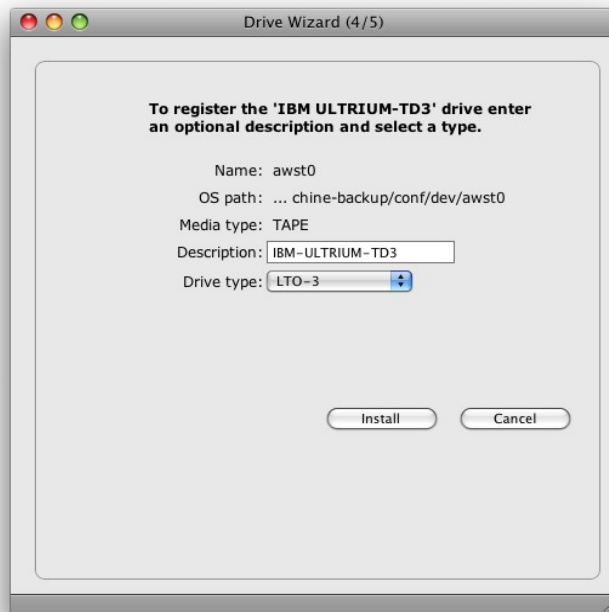 Drive Wizard (4/5)
To register the 'IBM ULTRIUM-TD3' drive enter
an optional description and select a type.
Name: awst0
OS path: ... chine-backup/conf/dev/awst0
Media type: TAPE
Description: IBM-ULTRIUM-TD3
Drive type: LTO-3
Install Cancel